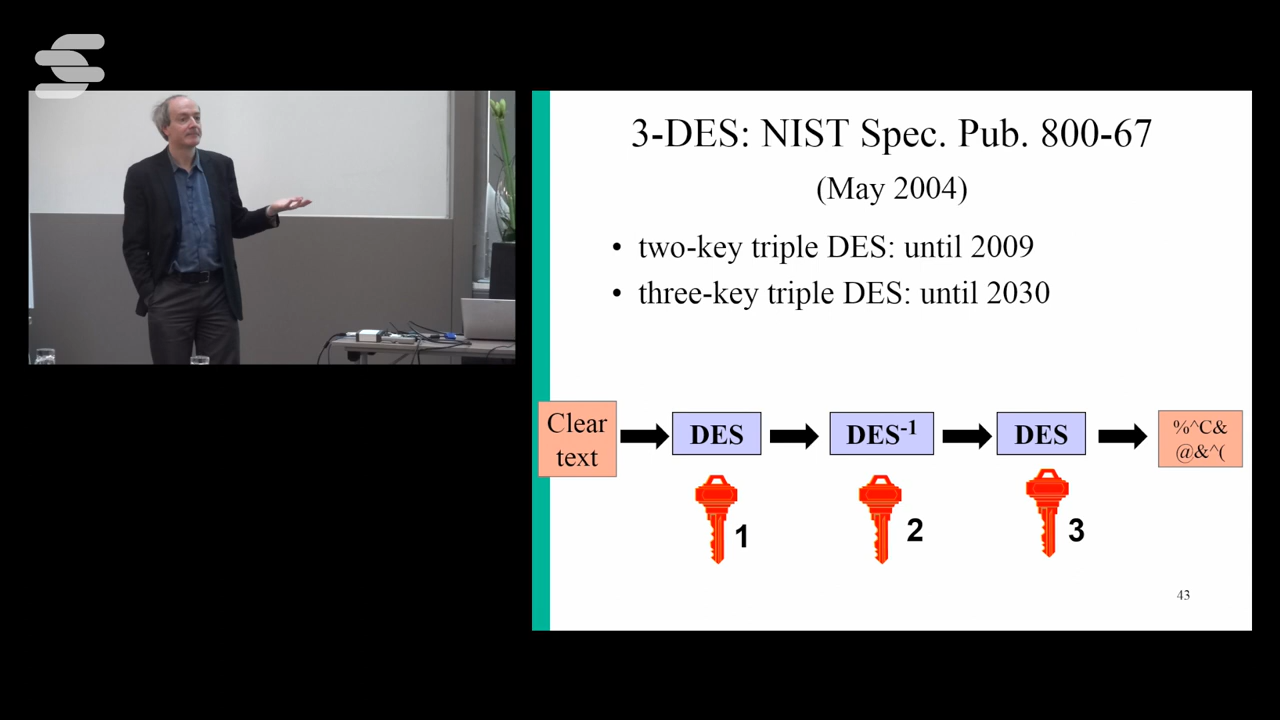 3-DES: NIST Spec. Pub. 800-67
(May 2004)
• two-key triple DES: until 2009
• three-key triple DES: until 2030
Clear
text
DES
DES-1
DES
%^C&
@&^(
1
2
3
43